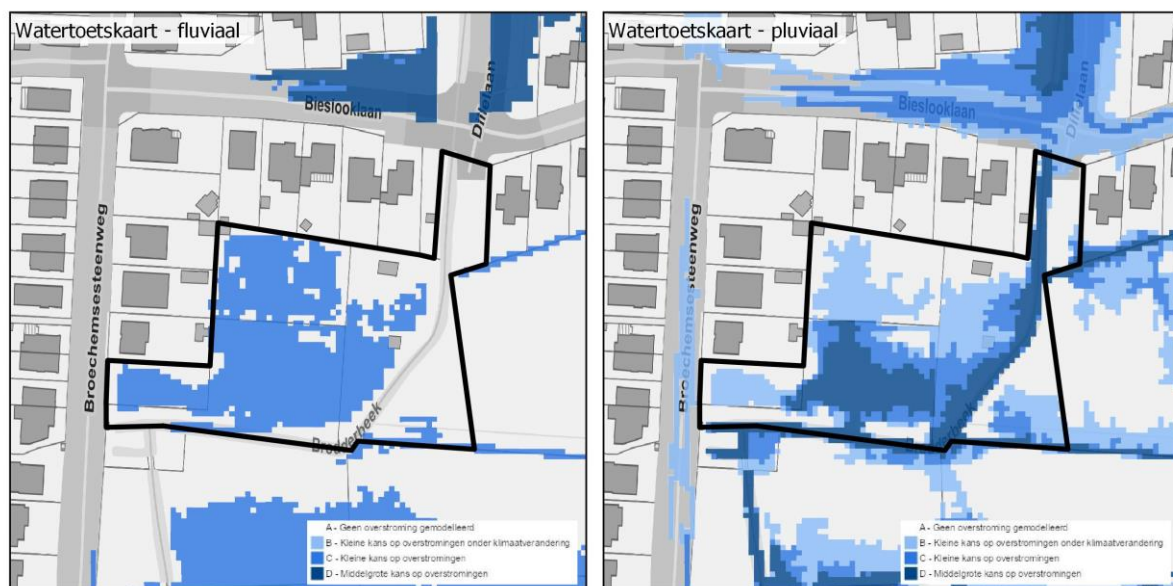 Watertoetskaart - fluviaal
Bieslooklaan
Dillelaan
Broechemsesteenweg
Brodderbeek
A - Geen overstroming gemodelleerd
B - Kleine kans op overstromingen onder klimaatverandering
C - Kleine kans op overstromingen
D - Middelgrote kans op overstromingen
Watertoetskaart - pluviaal
Bieslooklaan
Dillelaan
Broechemsesteenweg
A - Geen overstroming gemodelleerd
B - Kleine kans op overstromingen onder klimaatverandering
C - Kleine kans op overstromingen
D - Middelgrote kans op overstromingen